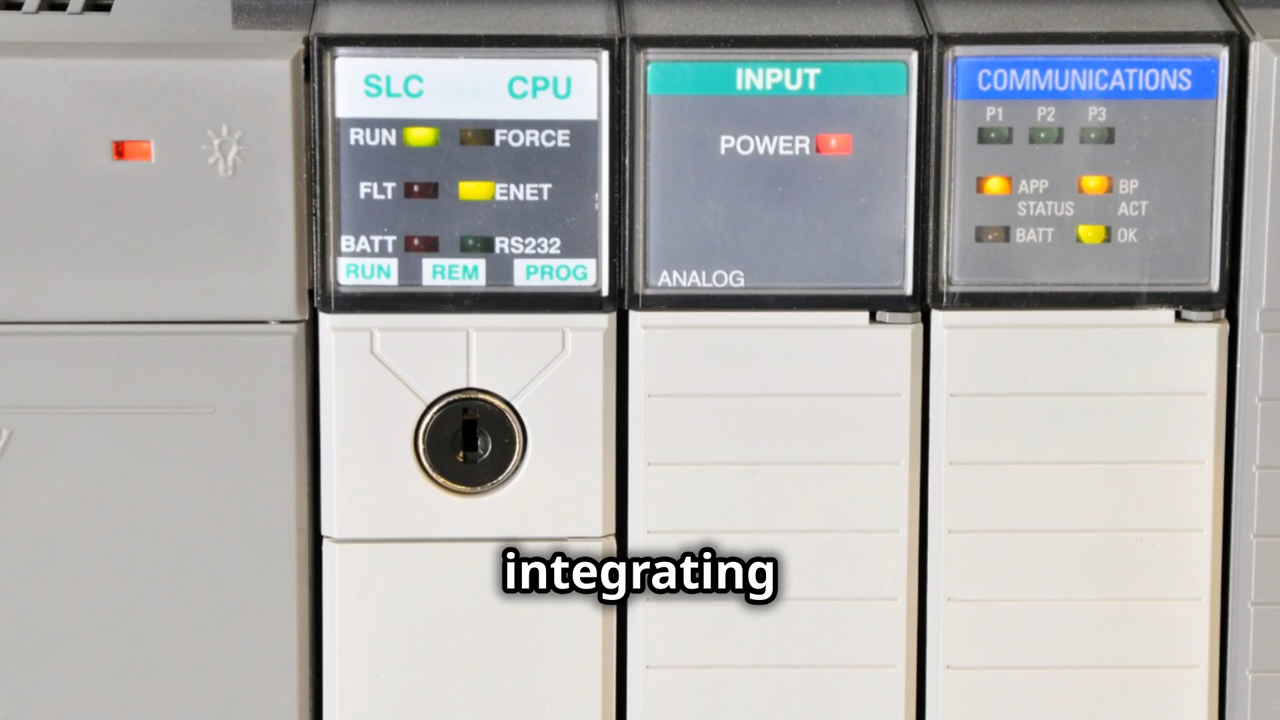 SLC CPU
RUN FORCE
FLT ENET
BATT RS232
RUN REM PROG
INPUT
POWER
ANALOG
COMMUNICATIONS
P1 P2 P3
APP STATUS
BP ACT
BATT OK
integrating